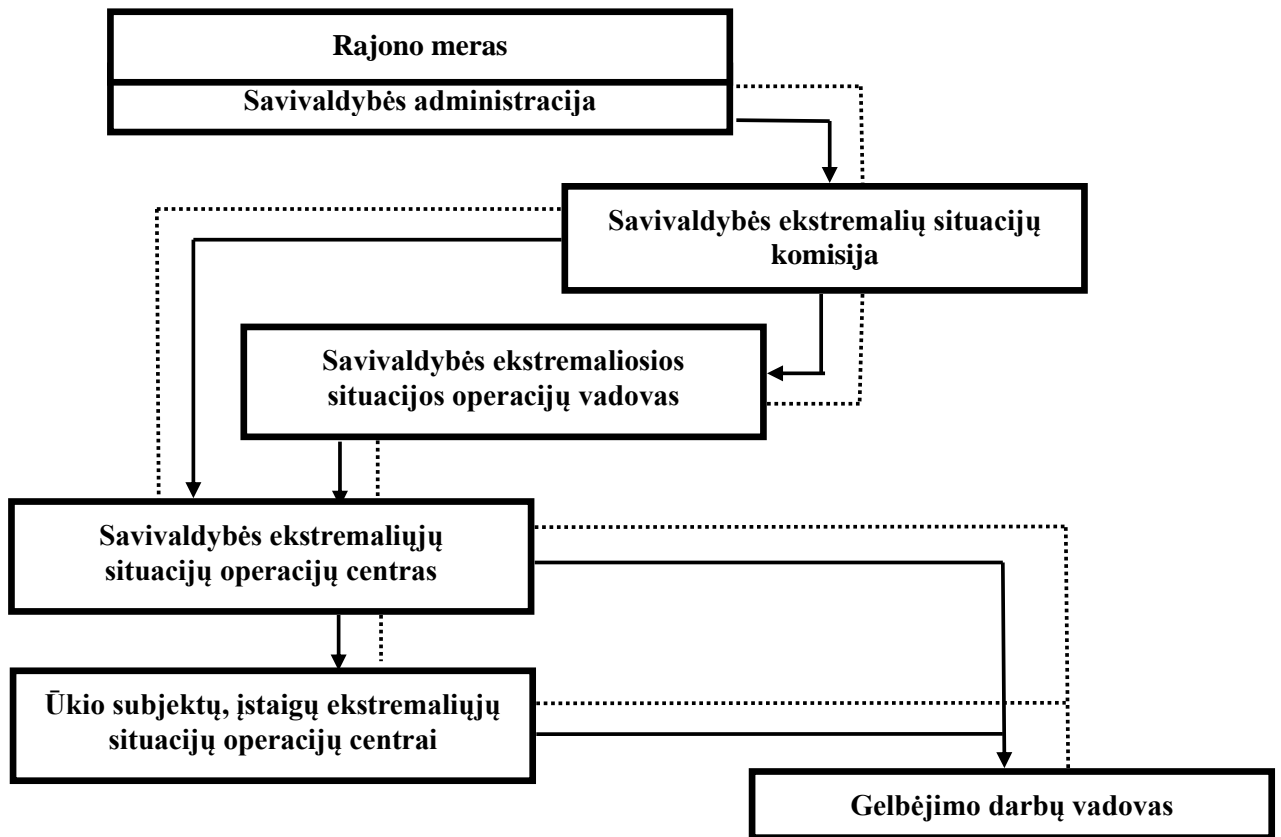 Rajono meras
Savivaldybės administracija
Savivaldybės ekstremalių situacijų
komisija
Savivaldybės ekstremaliosios
situacijos operacijų vadovas
Savivaldybės ekstremaliųjų
situacijų operacijų centras
Ūkio subjektų, įstaigų ekstremaliųjų
situacijų operacijų centrai
Gelbėjimo darbų vadovas